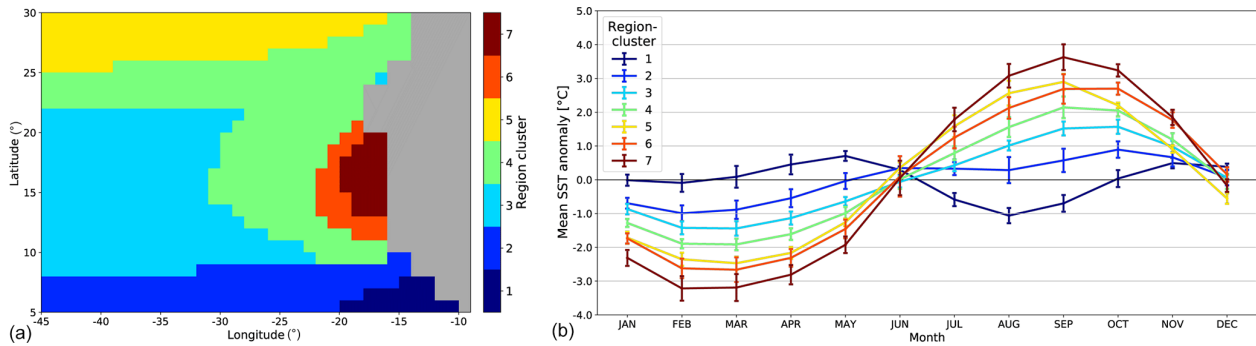 30
25
20
15
10
5
Latitude (°)
-45
-40
-35
-30
-25
-20
-15
-10
Longitude (°)
(a)
7
6
5
4
3
2
1
Region cluster
5.0
4.0
3.0
2.0
1.0
0.0
-1.0
-2.0
-3.0
-4.0
Mean SST anomaly [°C]
Region-
cluster
1
2
3
4
5
6
7
JAN
FEB
MAR
APR
MAY
JUN
JUL
AUG
SEP
OCT
NOV
DEC
Month
(b)